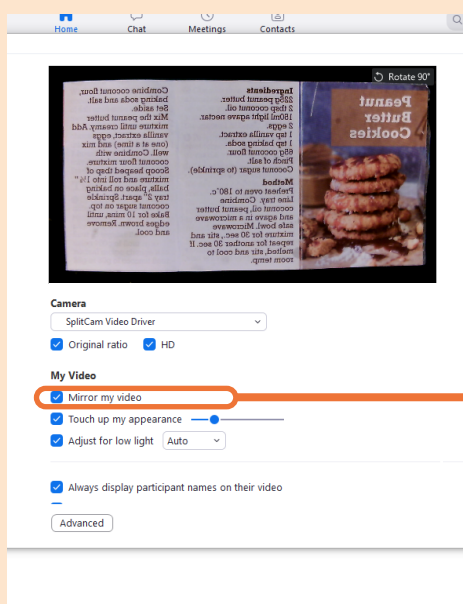 Home
Chat
Meetings
Contacts
Rotate 90°
Peanut
Butter
Cookies
Ingredients
225g peanut butter.
2 tbsp coconut oil.
180ml light agave nectar.
2 eggs.
1 tsp vanilla extract.
1 tsp baking soda.
65g coconut flour.
Pinch of salt.
Coconut sugar (to sprinkle).
Method
Preheat oven to 180°c.
Line tray. Combine
coconut oil, peanut butter
and agave in a microwave
safe bowl. Microwave
mixture for 30 sec., stir and
repeat for another 30 sec. If
melted, stir and cool to
room temp.
Combine coconut flour,
baking soda and salt.
Set aside.
Mix the peanut butter
mixture until creamy. Add
vanilla extract, eggs
(one at a time) and mix
well. Combine with
coconut flour mixture.
Scoop heaped tbsp of
mixture and roll into 1½"
balls, place on baking
tray 2" apart. Sprinkle
coconut sugar on top.
Bake for 10 mins, until
edges brown. Remove
and cool.
Camera
SplitCam Video Driver
Original ratio
HD
My Video
Mirror my video
Touch up my appearance
Adjust for low light
Auto
Always display participant names on their video
Advanced